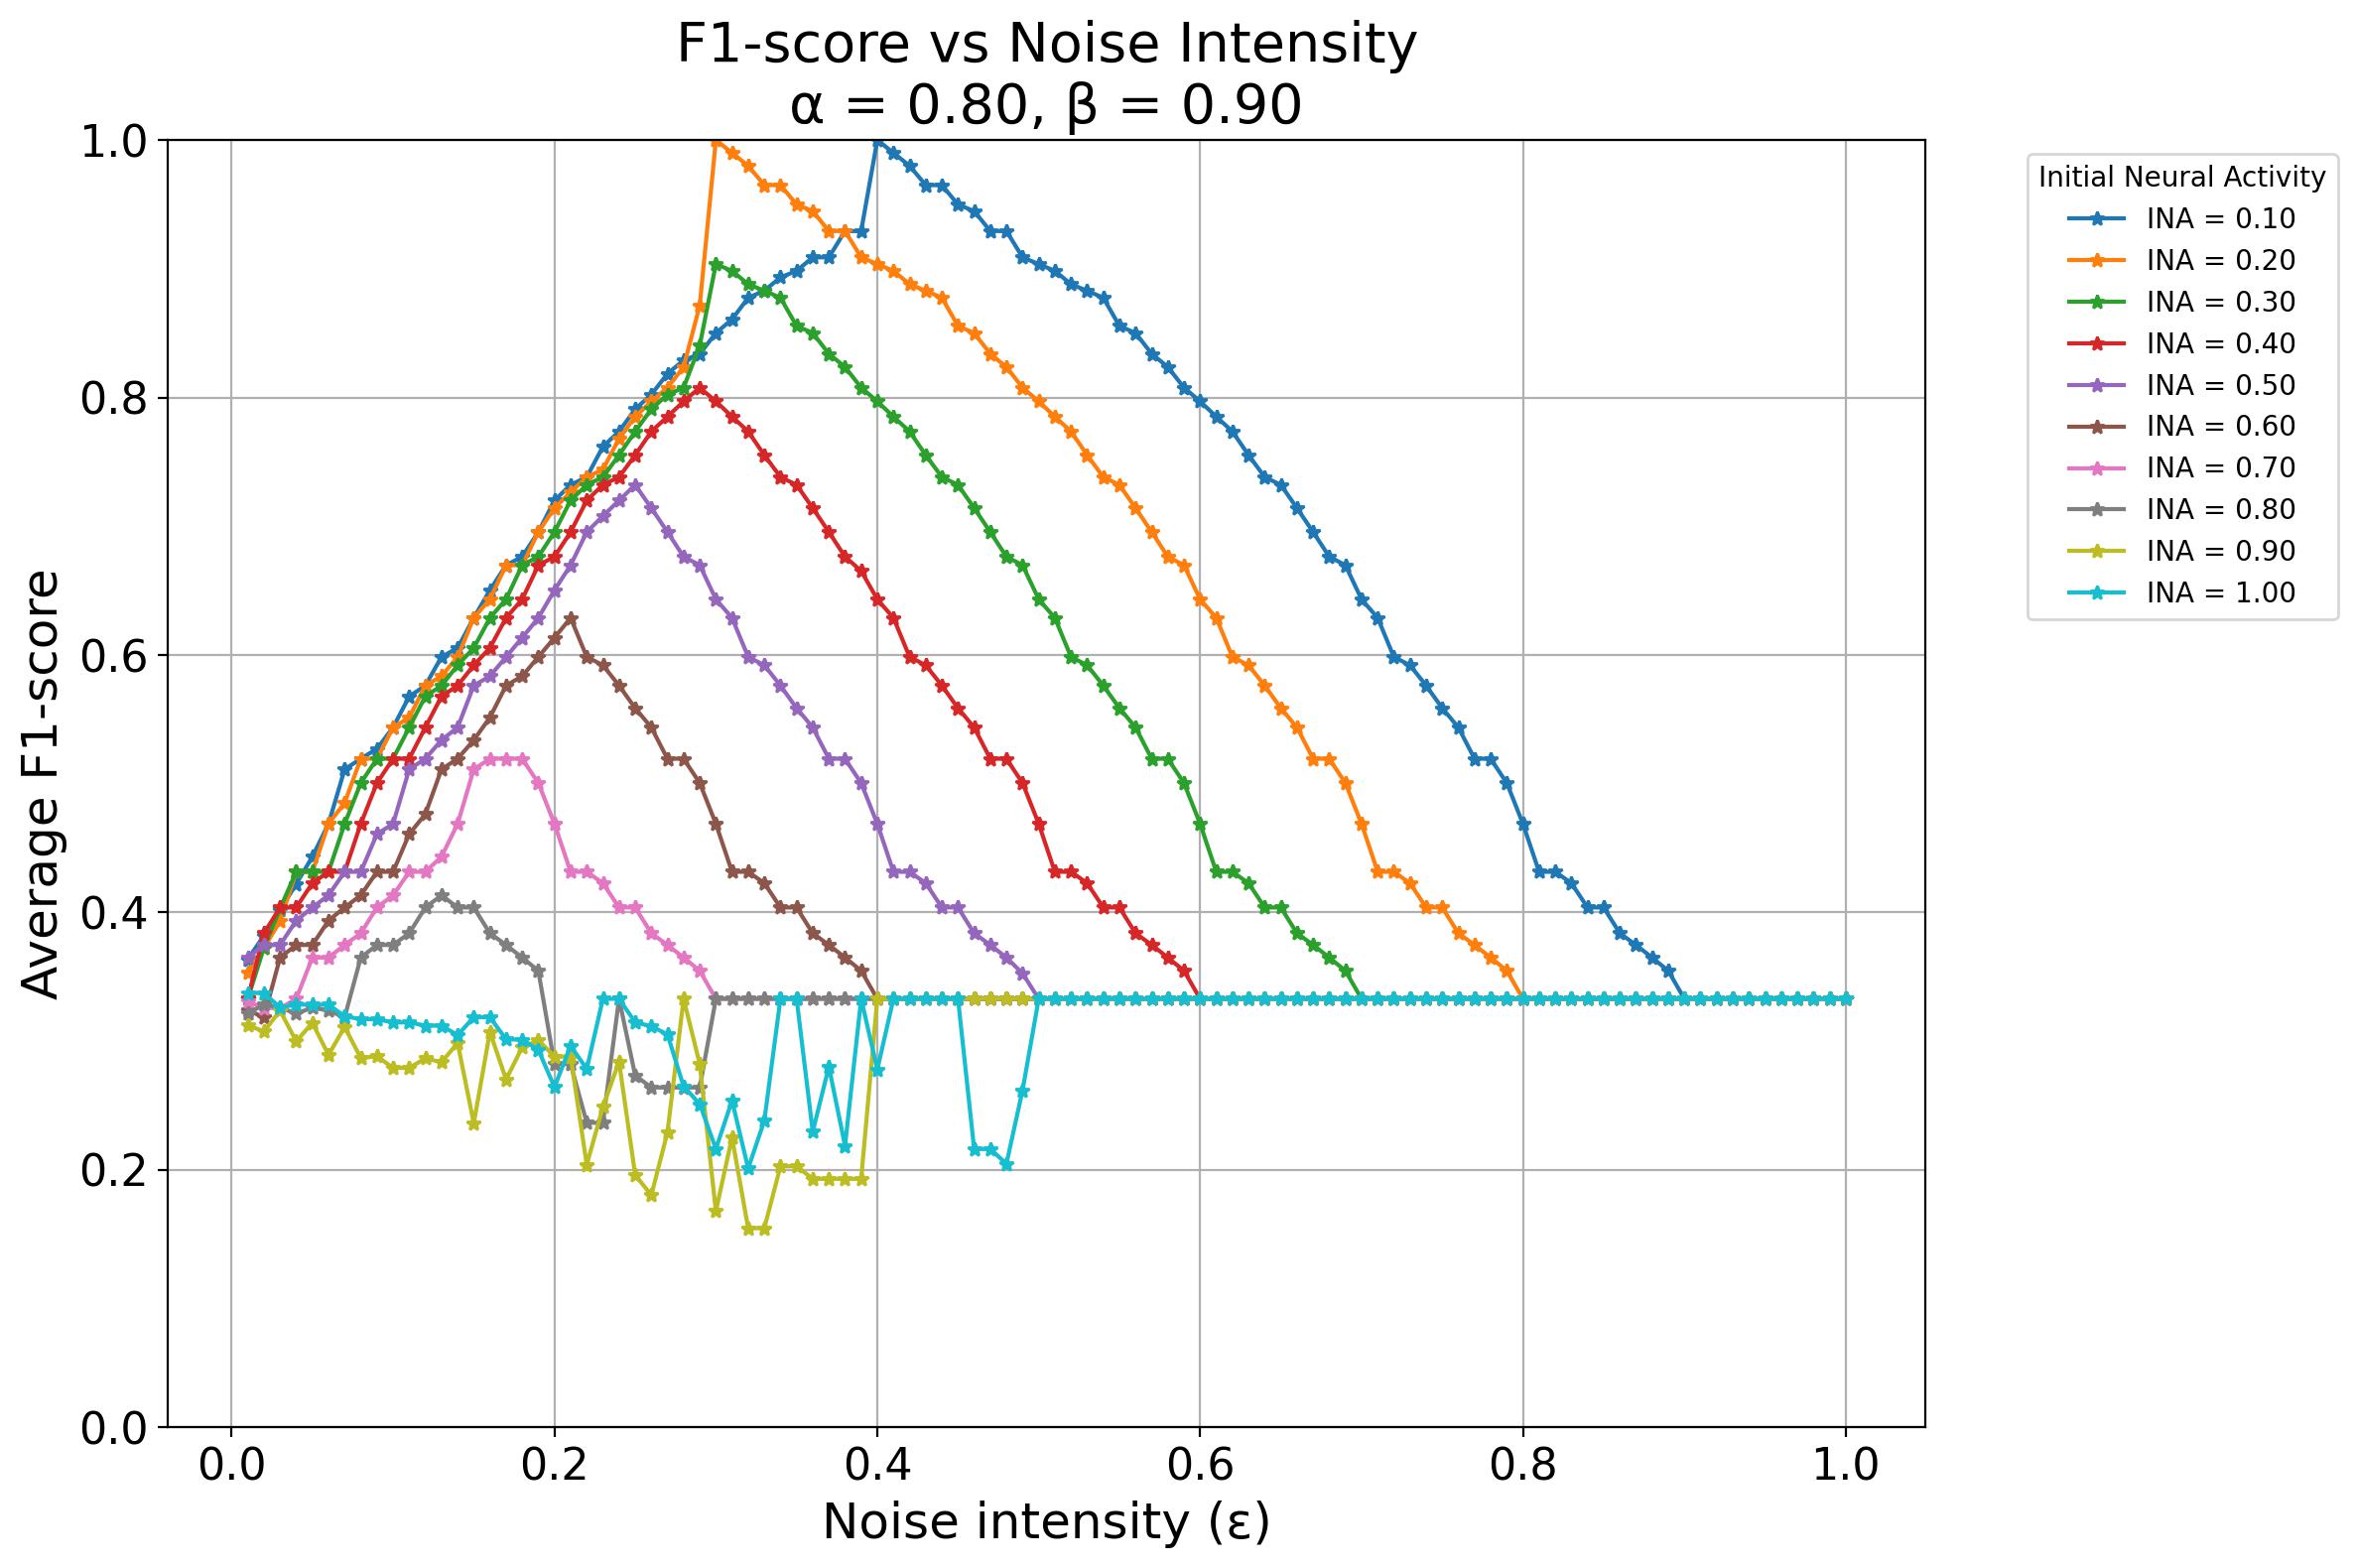 F1-score vs Noise Intensity
α = 0.80, β = 0.90
Average F1-score
1.0
0.8
0.6
0.4
0.2
0.0
0.0 0.2 0.4 0.6 0.8 1.0
Noise intensity (ε)
Initial Neural Activity
INA = 0.10
INA = 0.20
INA = 0.30
INA = 0.40
INA = 0.50
INA = 0.60
INA = 0.70
INA = 0.80
INA = 0.90
INA = 1.00